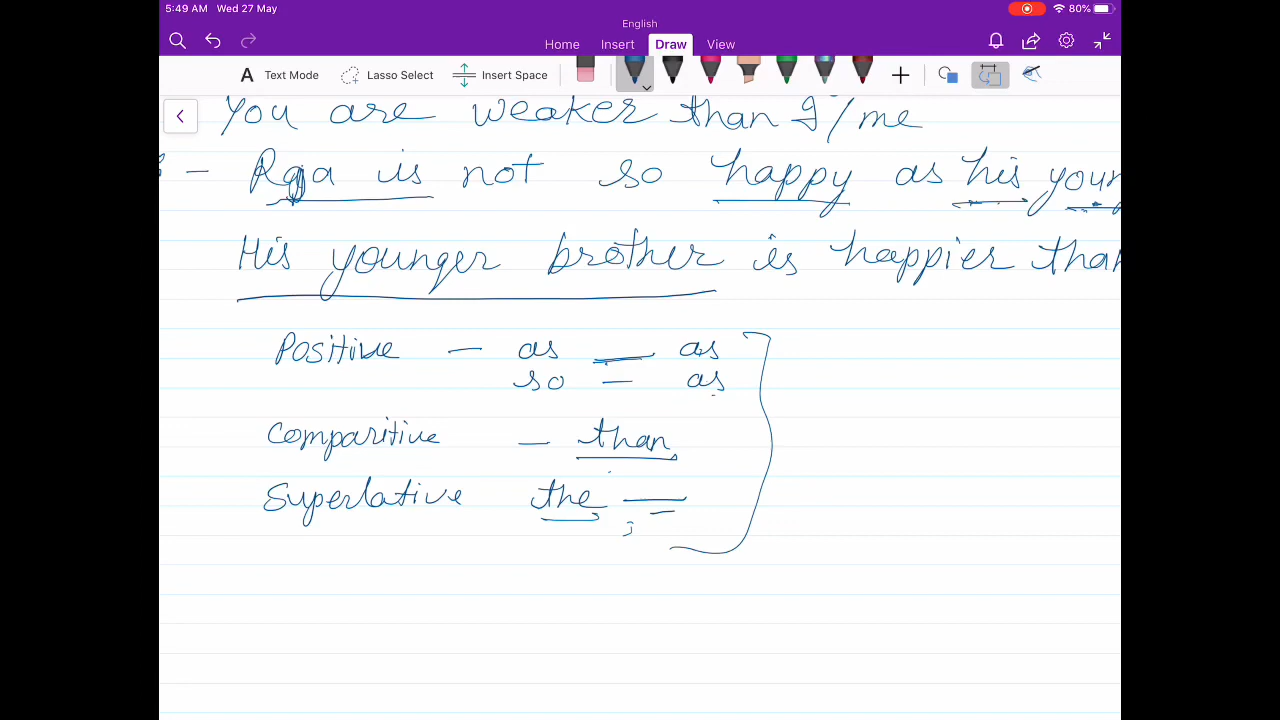 5:49 AM Wed 27 May
80%
English
Home Insert Draw View
A Text Mode Lasso Select Insert Space
You are weaker than I/me
- Raja is not so happy as his youn
His younger brother is happier than
Positive - as — as
so - as
Comparitive - than
Superlative the —